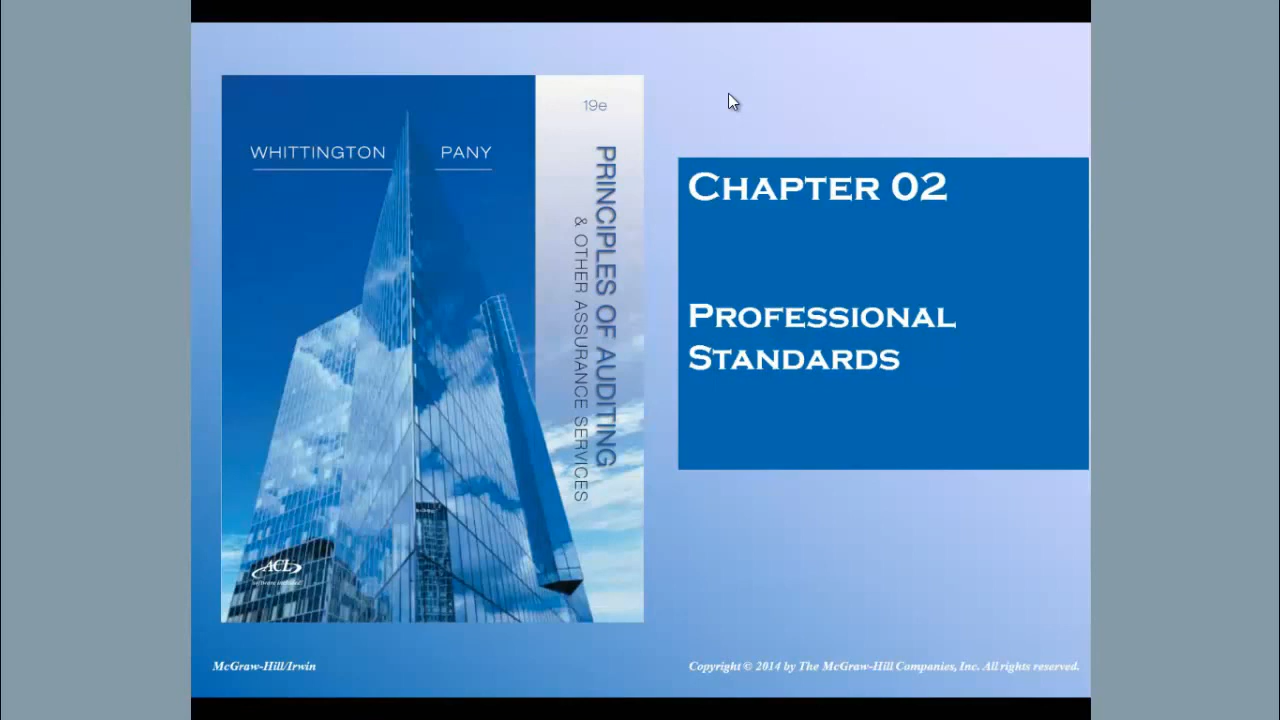 19e
WHITTINGTON PANY
PRINCIPLES OF AUDITING
& OTHER ASSURANCE SERVICES
ACL
CHAPTER 02
PROFESSIONAL
STANDARDS
McGraw-Hill/Irwin
Copyright © 2014 by The McGraw-Hill Companies, Inc. All rights reserved.